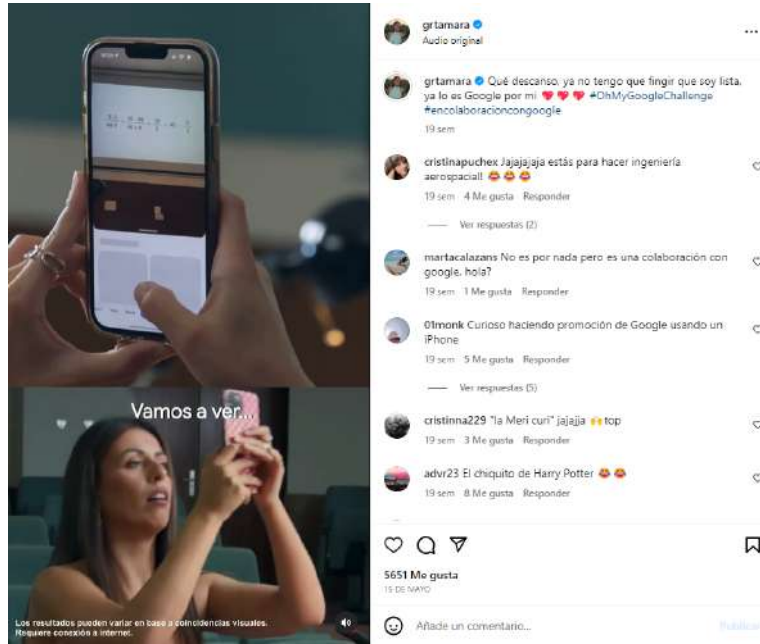 grtamara
Audio original
grtamara Qué descanso, ya no tengo que fingir que soy lista,
ya lo es Google por mi 💖 💖 💖 #OhMyGoogleChallenge
#encolaboracioncongoogle
19 sem
cristinapuchex Jajajajaja estás para hacer ingeniería
aerospacial! 😂 😂 😂
19 sem 4 Me gusta Responder
Ver respuestas (2)
martacalazans No es por nada pero es una colaboración con
google, hola?
19 sem 1 Me gusta Responder
01monk Curioso haciendo promoción de Google usando un
iPhone
19 sem 5 Me gusta Responder
Ver respuestas (5)
cristinna229 "la Meri curi" jajajja 🙌 top
19 sem 3 Me gusta Responder
advr23 El chiquito de Harry Potter 😂 😂
19 sem 8 Me gusta Responder
5651 Me gusta
15 DE MAYO
Añade un comentario...
Publicar
Vamos a ver...
Los resultados pueden variar en base a coincidencias visuales.
Requiere conexión a internet.